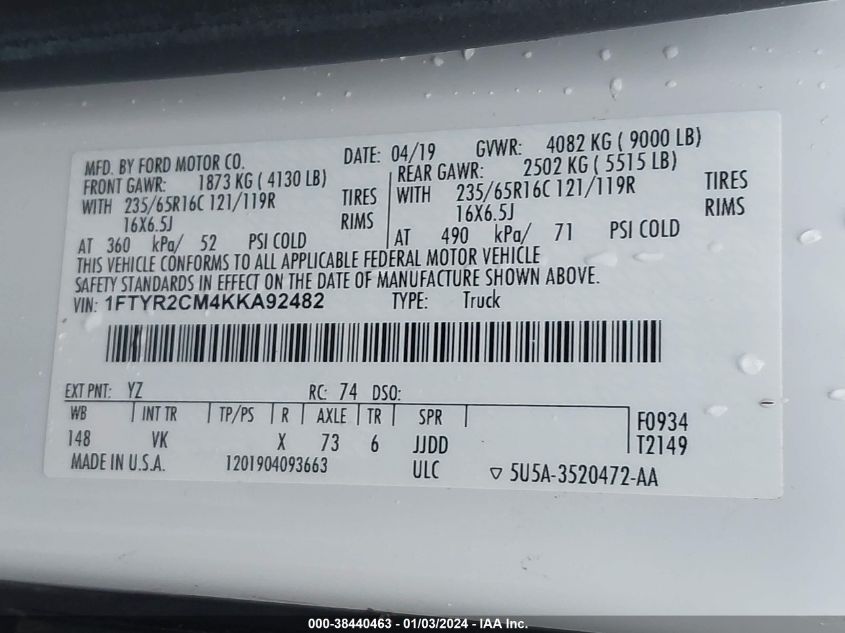 MFD. BY FORD MOTOR CO. DATE: 04/19 GVWR: 4082 KG ( 9000 LB)
FRONT GAWR: 1873 KG ( 4130 LB) REAR GAWR: 2502 KG ( 5515 LB)
WITH 235/65R16C 121/119R TIRES WITH 235/65R16C 121/119R TIRES
16X6.5J RIMS 16X6.5J RIMS
AT 360 kPa/ 52 PSI COLD AT 490 kPa/ 71 PSI COLD
THIS VEHICLE CONFORMS TO ALL APPLICABLE FEDERAL MOTOR VEHICLE
SAFETY STANDARDS IN EFFECT ON THE DATE OF MANUFACTURE SHOWN ABOVE.
VIN: 1FTYR2CM4KKA92482 TYPE: Truck
EXT PNT: YZ RC: 74 DSO:
WB INT TR TP/PS R AXLE TR SPR F0934
148 VK X 73 6 JJDD T2149
MADE IN U.S.A. 1201904093663 ULC ▽ 5U5A-3520472-AA
000-38440463 - 01/03/2024 - IAA Inc.